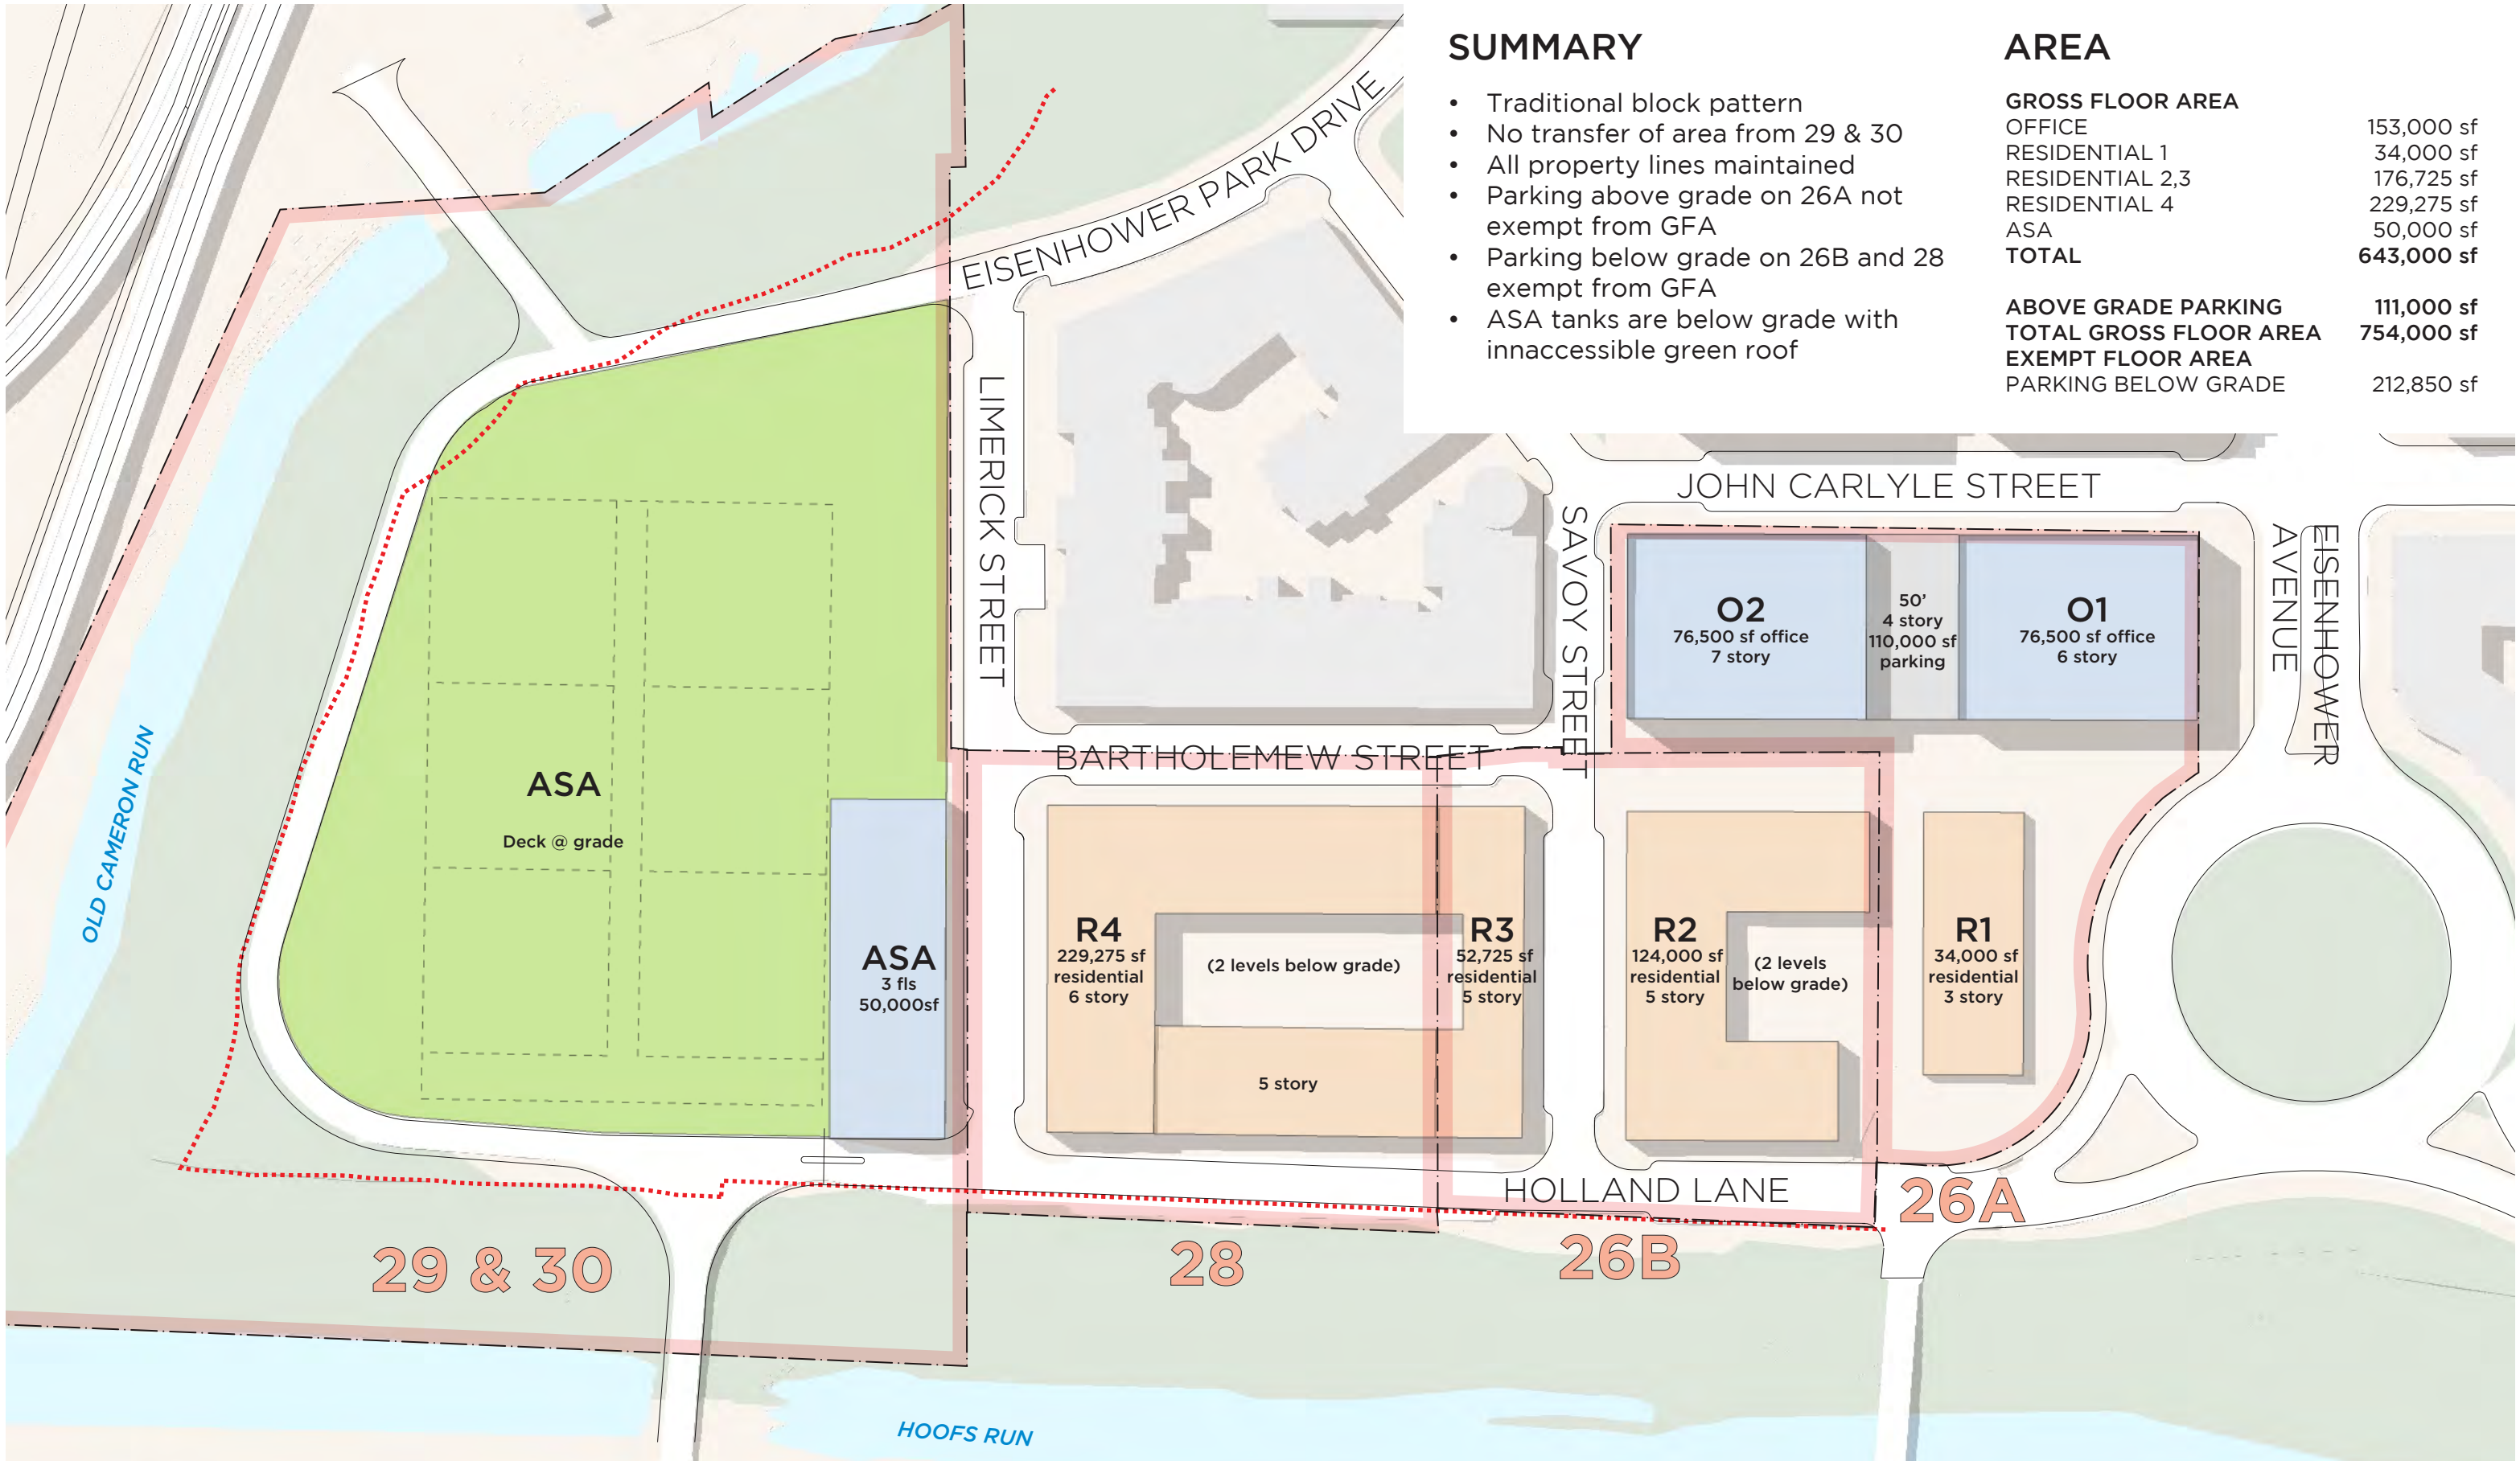 SUMMARY
• Traditional block pattern
• No transfer of area from 29 & 30
• All property lines maintained
• Parking above grade on 26A not
exempt from GFA
• Parking below grade on 26B and 28
exempt from GFA
• ASA tanks are below grade with
innaccessible green roof
AREA
GROSS FLOOR AREA
OFFICE 153,000 sf
RESIDENTIAL 1 34,000 sf
RESIDENTIAL 2,3 176,725 sf
RESIDENTIAL 4 229,275 sf
ASA 50,000 sf
TOTAL 643,000 sf
ABOVE GRADE PARKING 111,000 sf
TOTAL GROSS FLOOR AREA 754,000 sf
EXEMPT FLOOR AREA
PARKING BELOW GRADE 212,850 sf
EISENHOWER PARK DRIVE
LIMERICK STREET
JOHN CARLYLE STREET
SAVOY STREET
EISENHOWER
AVENUE
BARTHOLEMEW STREET
HOLLAND LANE
OLD CAMERON RUN
HOOFS RUN
O2
76,500 sf office
7 story
50’
4 story
110,000 sf
parking
O1
76,500 sf office
6 story
ASA
Deck @ grade
ASA
3 fls
50,000sf
R4
229,275 sf
residential
6 story
(2 levels below grade)
5 story
R3
52,725 sf
residential
5 story
R2
124,000 sf
residential
5 story
(2 levels
below grade)
R1
34,000 sf
residential
3 story
29 & 30
28
26B
26A